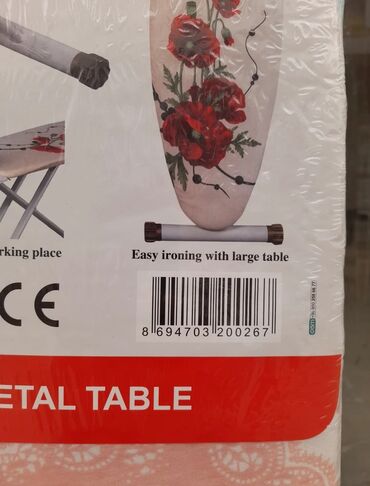 rking place
Easy ironing with large table
CE
8 694703 200267
ETAL TABLE